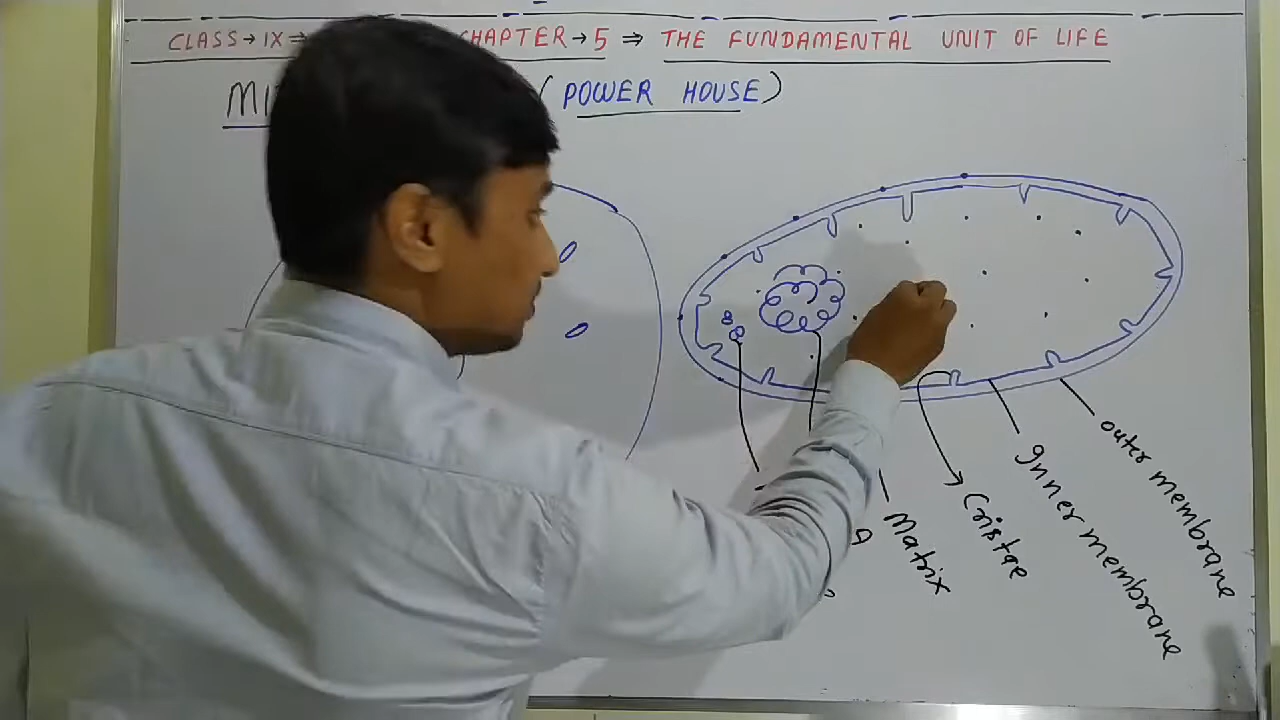 CLASS → IX ⇒ CHAPTER → 5 ⇒ THE FUNDAMENTAL UNIT OF LIFE
(POWER HOUSE)
outer membrane
Inner membrane
Cristae
Matrix